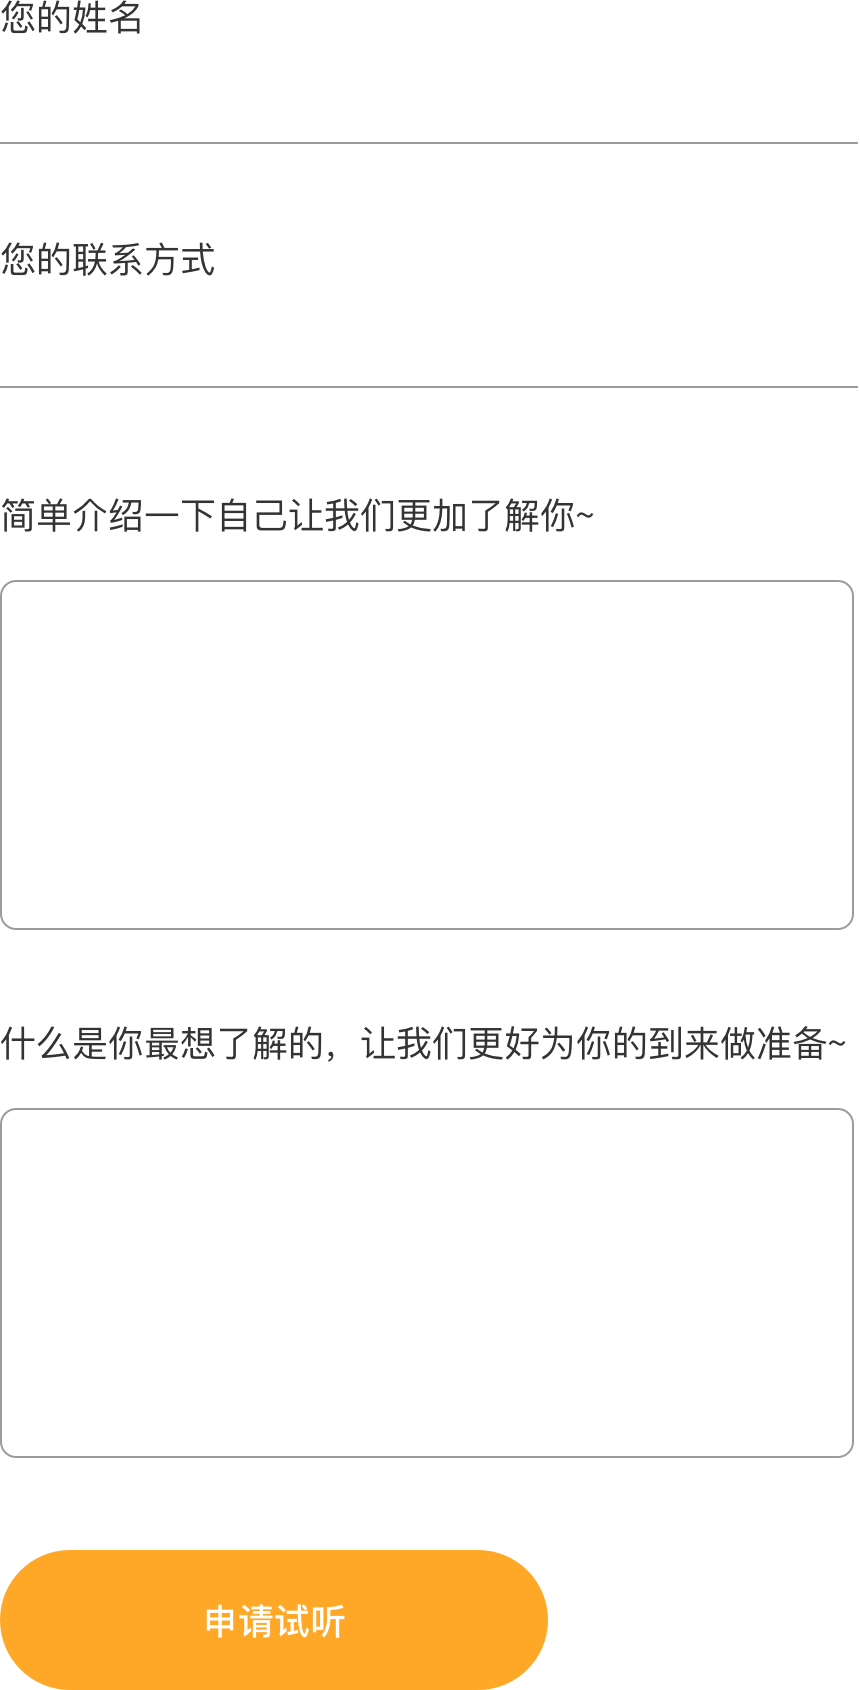 您的姓名
您的联系方式
简单介绍一下自己让我们更加了解你~
什么是你最想了解的，让我们更好为你的到来做准备~
申请试听